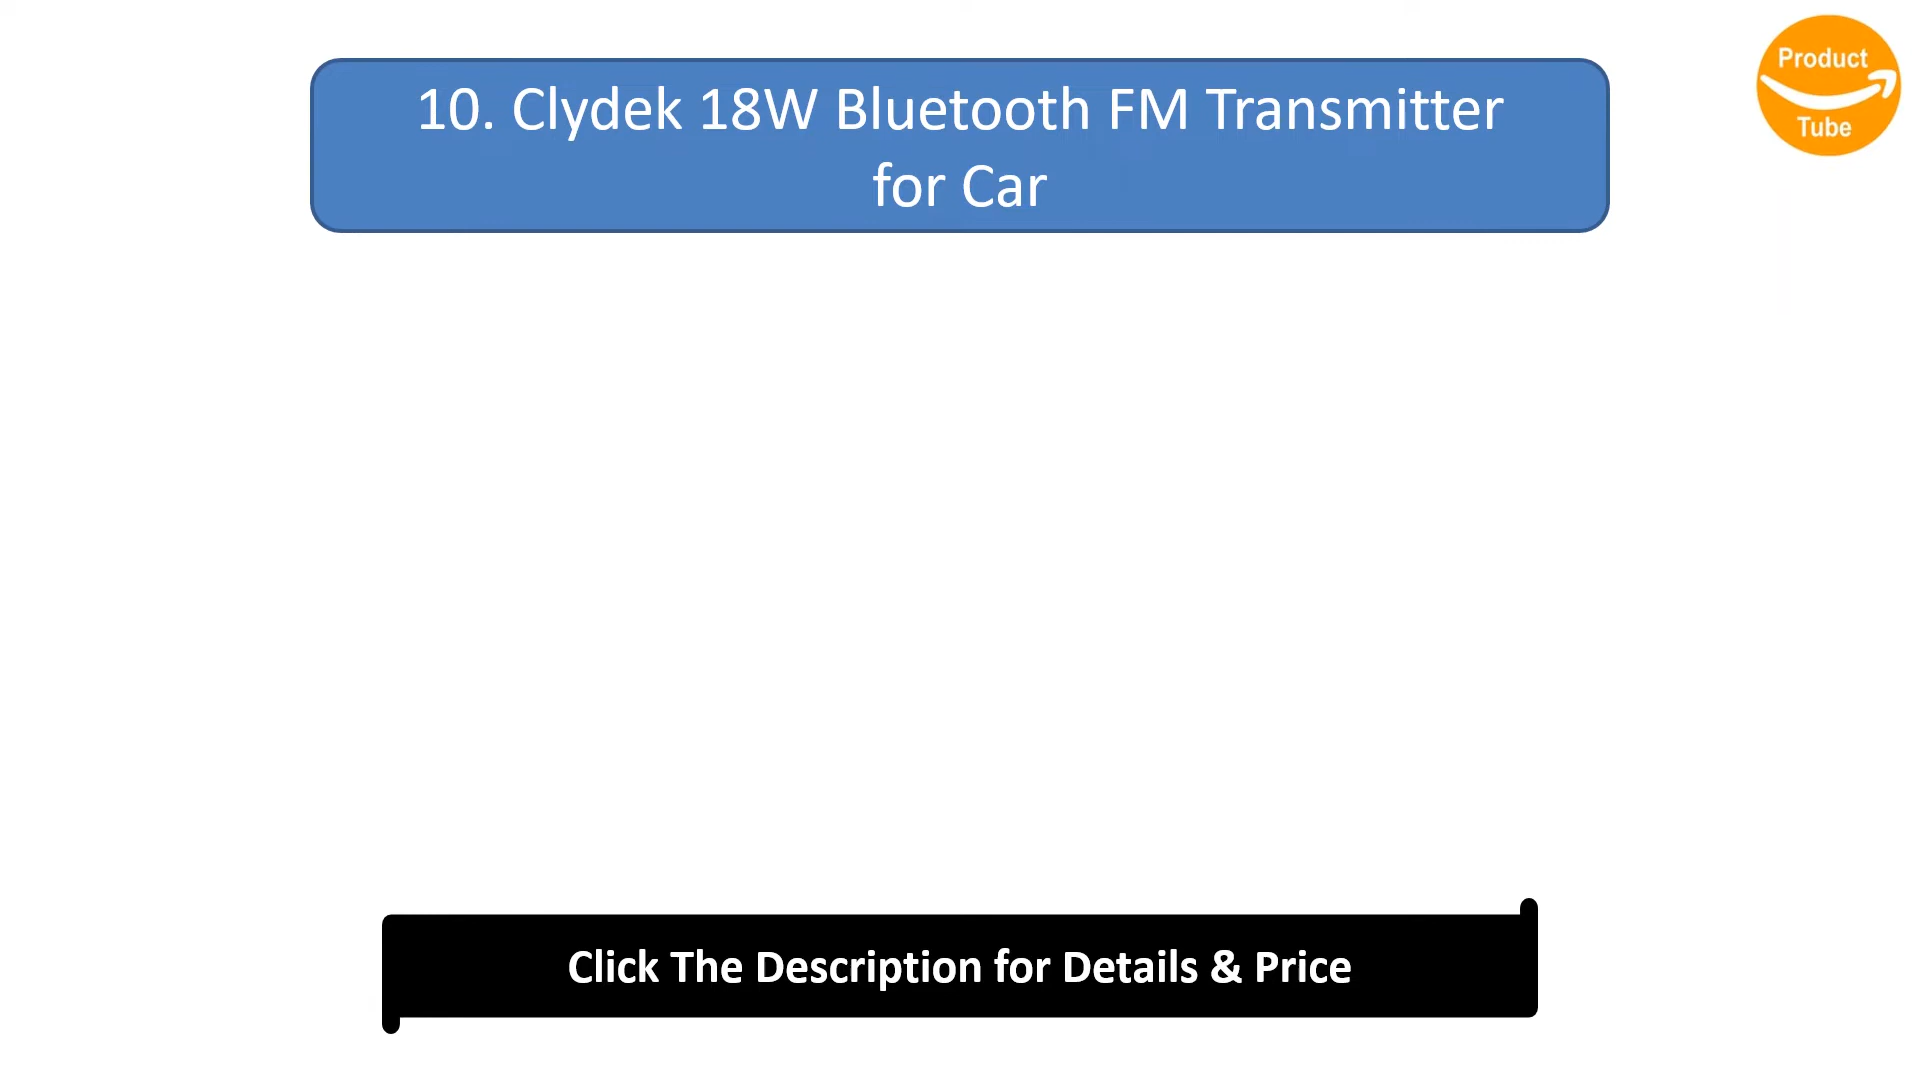 10. Clydek 18W Bluetooth FM Transmitter
for Car
Product
Tube
Click The Description for Details & Price